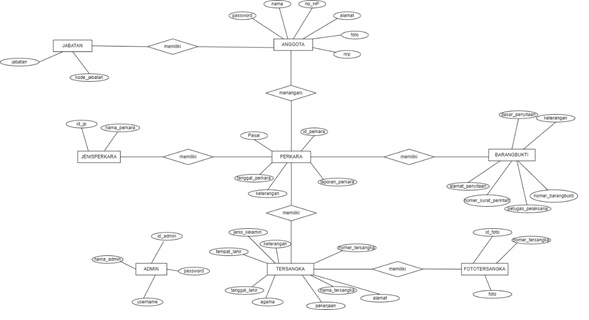 nama
no_HP
password
alamat
foto
nrp
JABATAN
memiliki
ANGGOTA
jabatan
kode_jabatan
menangani
id_jp
nama_perkara
Pasal
id_perkara
dasar_penyitaan
keterangan
JENISPERKARA
memiliki
PERKARA
memiliki
BARANGBUKTI
tanggal_perkara
keterangan
laporan_perkara
alamat_penyitaan
nomor_surat_perintah
nomor_barangbukti
petugas_pelaksana
memiliki
jenis_kelamin
keterangan
id_admin
tempat_lahir
nomer_tersangka
id_foto
nomer_tersangka
nama_admin
ADMIN
password
TERSANGKA
memiliki
FOTOTERSANGKA
username
tanggal_lahir
agama
nama_tersangka
pekerjaan
alamat
foto